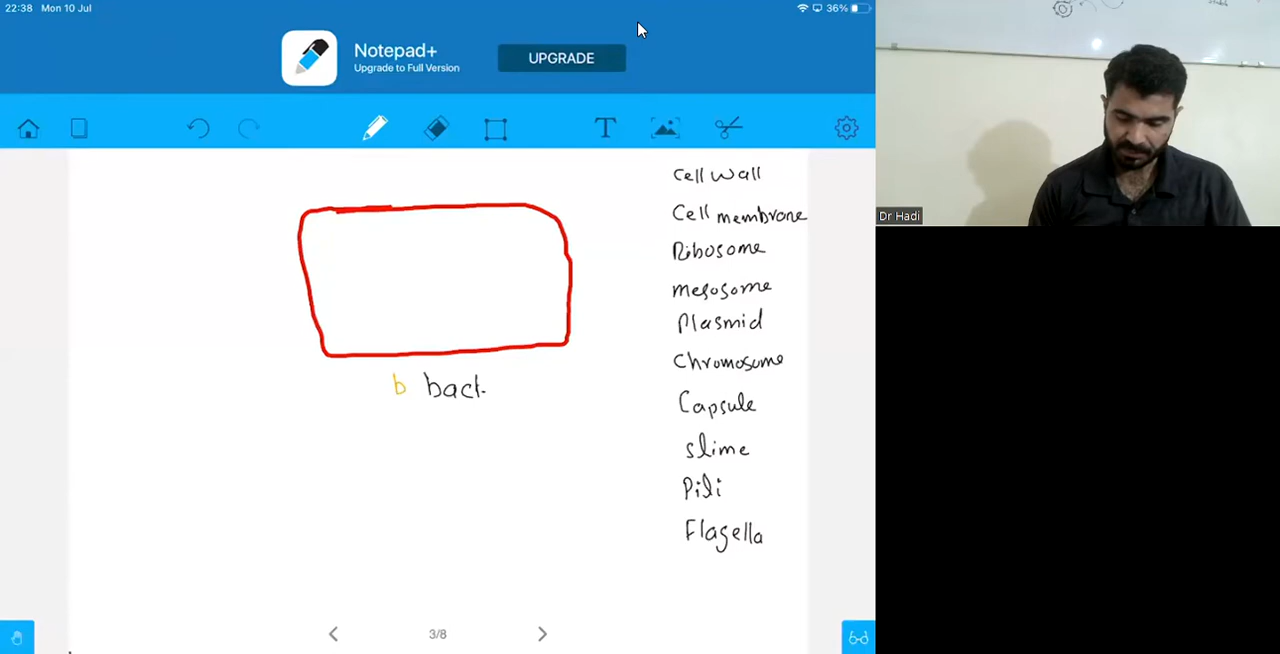 22:38 Mon 10 Jul
36%
Notepad+
Upgrade to Full Version
UPGRADE
T
Cell Wall
Cell membrane
Ribosome
mesosome
Plasmid
Chromosome
Capsule
slime
Pili
Flagella
b bact.
3/8
Dr Hadi